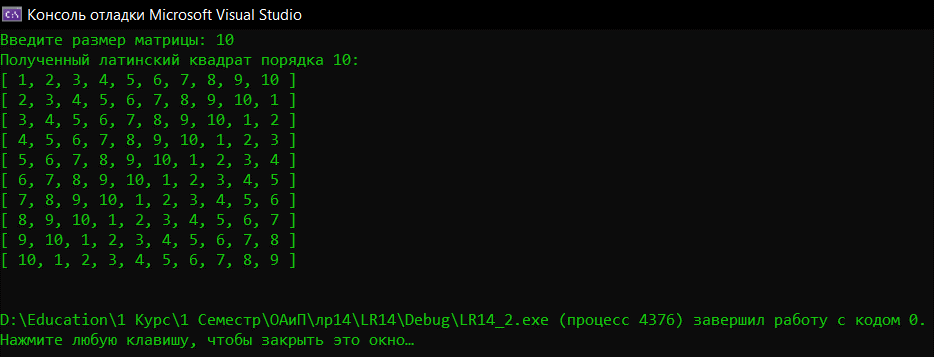 Консоль отладки Microsoft Visual Studio
Введите размер матрицы: 10
Полученный латинский квадрат порядка 10:
[ 1, 2, 3, 4, 5, 6, 7, 8, 9, 10 ]
[ 2, 3, 4, 5, 6, 7, 8, 9, 10, 1 ]
[ 3, 4, 5, 6, 7, 8, 9, 10, 1, 2 ]
[ 4, 5, 6, 7, 8, 9, 10, 1, 2, 3 ]
[ 5, 6, 7, 8, 9, 10, 1, 2, 3, 4 ]
[ 6, 7, 8, 9, 10, 1, 2, 3, 4, 5 ]
[ 7, 8, 9, 10, 1, 2, 3, 4, 5, 6 ]
[ 8, 9, 10, 1, 2, 3, 4, 5, 6, 7 ]
[ 9, 10, 1, 2, 3, 4, 5, 6, 7, 8 ]
[ 10, 1, 2, 3, 4, 5, 6, 7, 8, 9 ]
D:\Education\1 Курс\1 Семестр\ОАиП\лр14\LR14\Debug\LR14_2.exe (процесс 4376) завершил работу с кодом 0.
Нажмите любую клавишу, чтобы закрыть это окно…